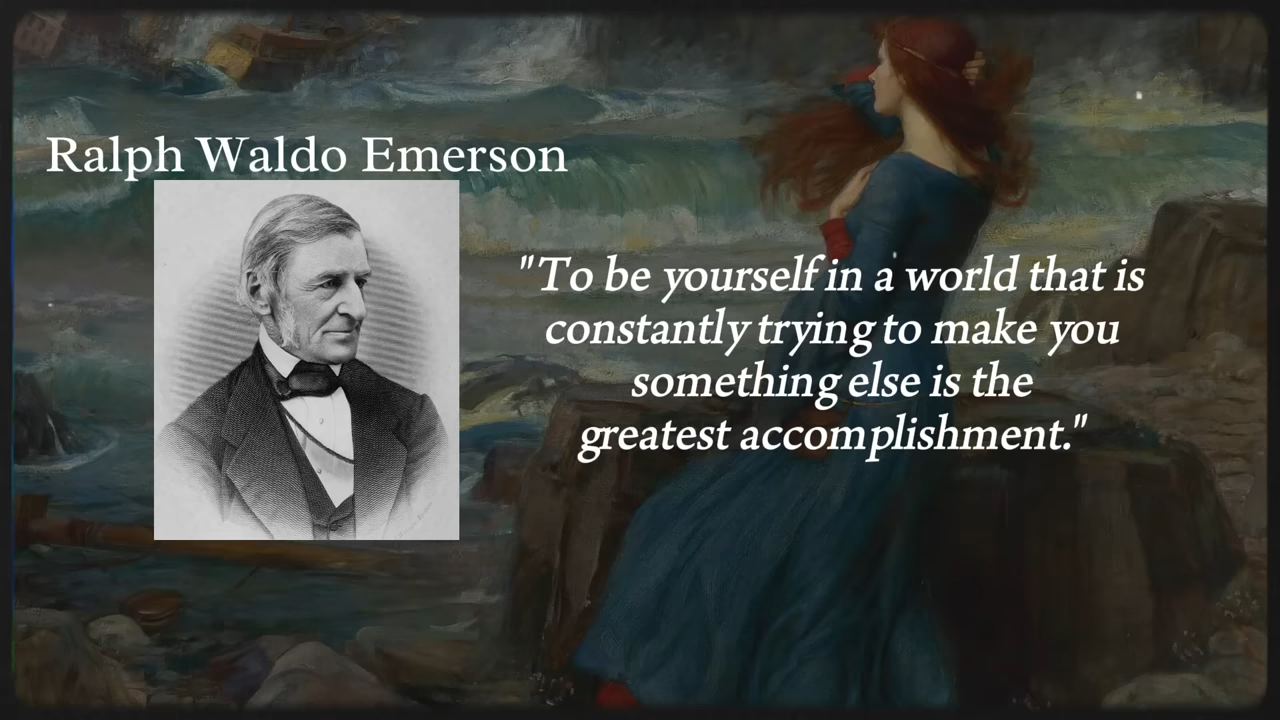 Ralph Waldo Emerson
"To be yourself in a world that is
constantly trying to make you
something else is the
greatest accomplishment."